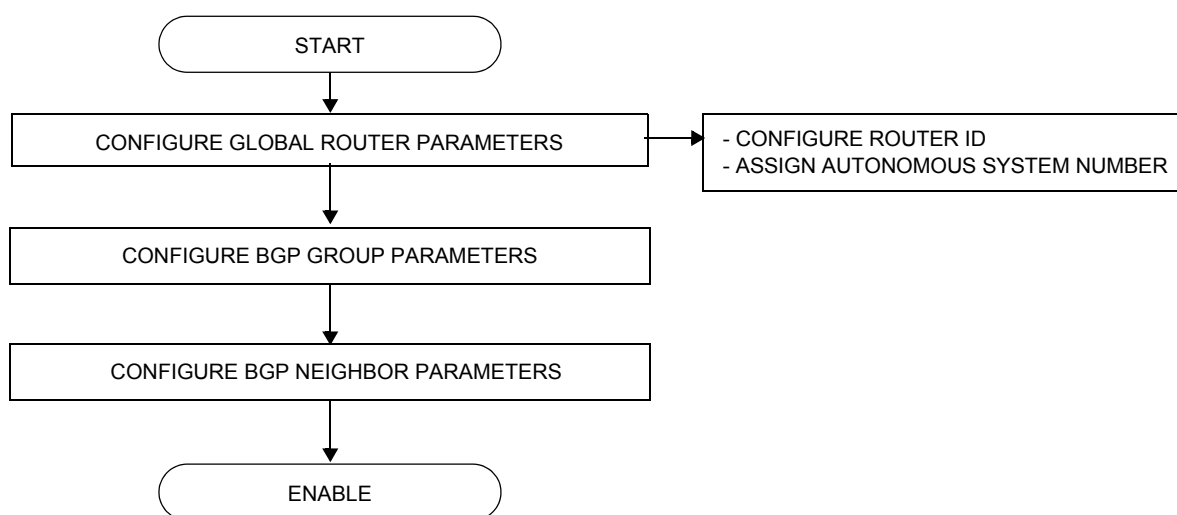 START
CONFIGURE GLOBAL ROUTER PARAMETERS
- CONFIGURE ROUTER ID
- ASSIGN AUTONOMOUS SYSTEM NUMBER
CONFIGURE BGP GROUP PARAMETERS
CONFIGURE BGP NEIGHBOR PARAMETERS
ENABLE